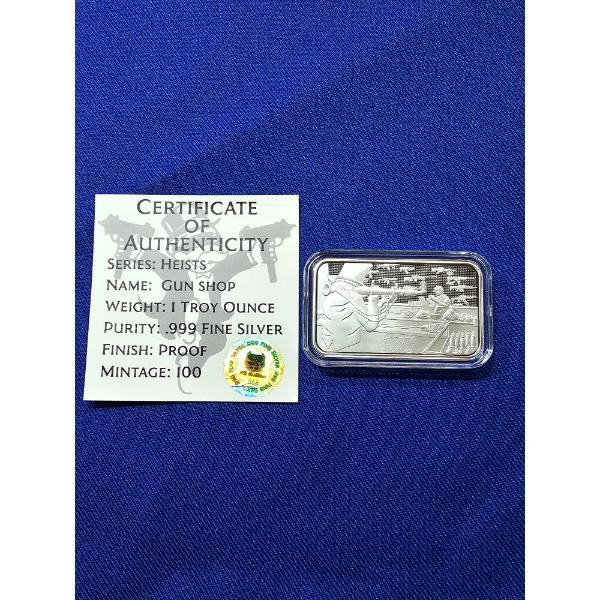 CERTIFICATE
OF
AUTHENTICITY
SERIES: HEISTS
NAME: GUN SHOP
WEIGHT: 1 TROY OUNCE
PURITY: .999 FINE SILVER
FINISH: PROOF
MINTAGE: 100